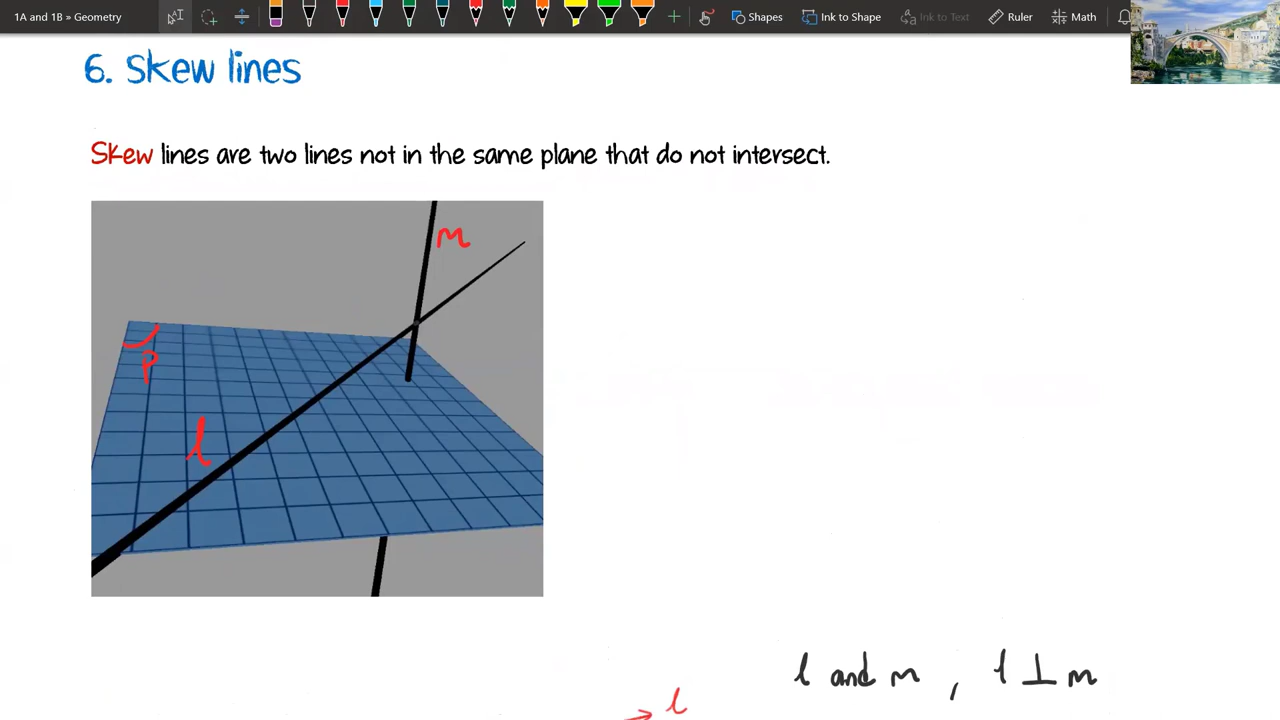 1A and 1B » Geometry
Shapes
Ink to Shape
Ink to Text
Ruler
Math
6. Skew lines
Skew lines are two lines not in the same plane that do not intersect.
m
P
l
l and m , l ⊥ m
l